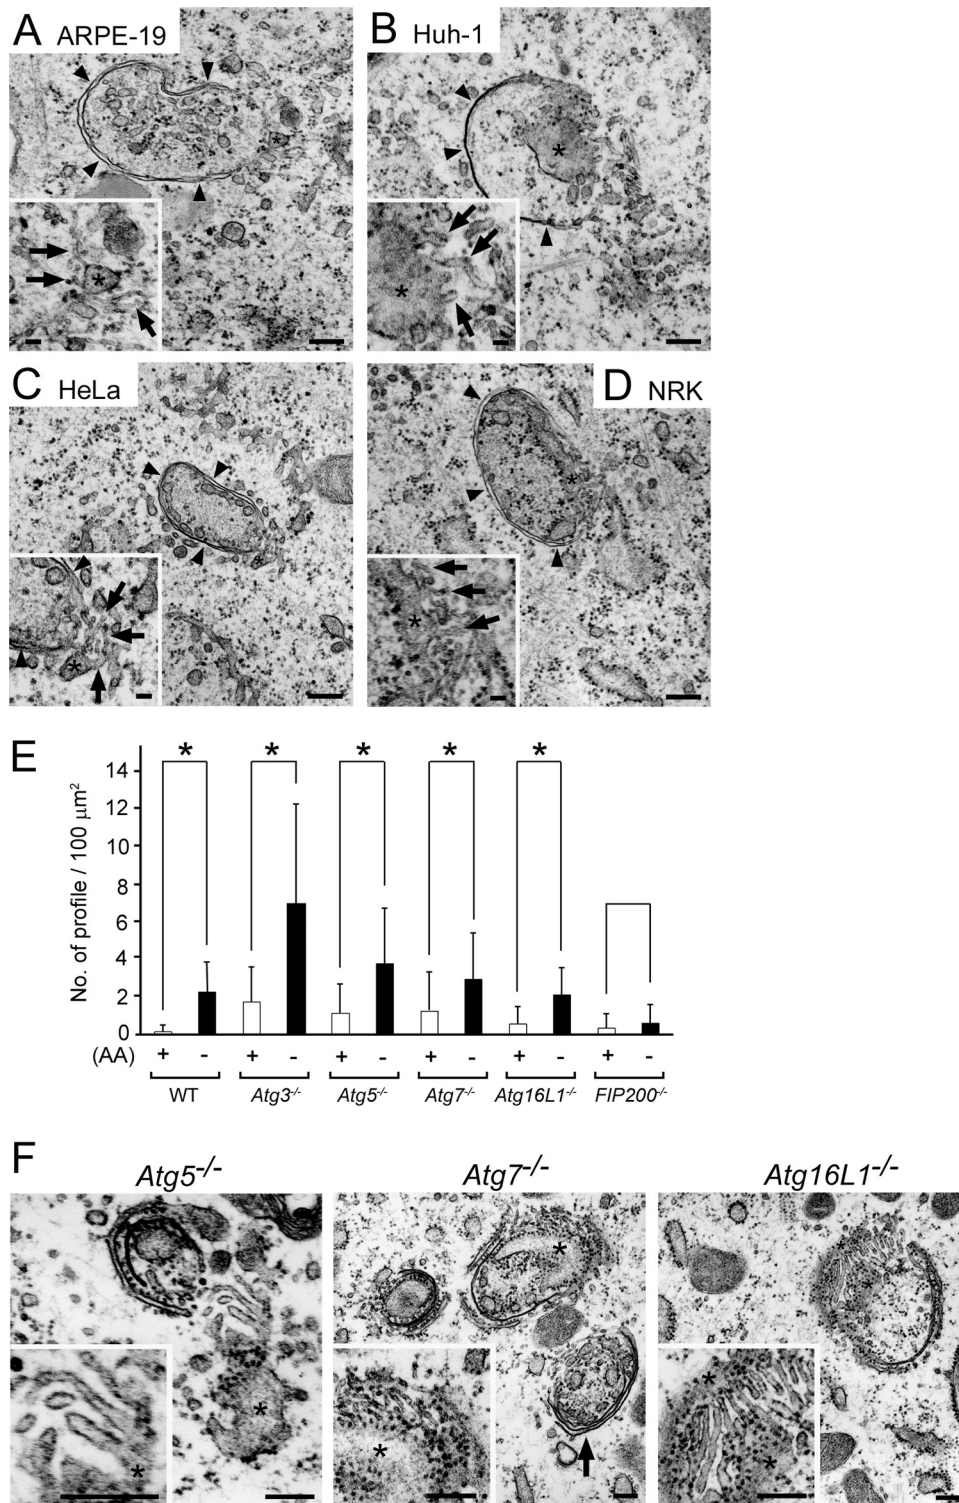 A ARPE-19
B Huh-1
*
*
*
*
C HeLa
D NRK
*
*
*
*
E
* * * * *
No. of profile / 100 μm²
14
12
10
8
6
4
2
0
(AA) + - + - + - + - + - + -
WT Atg3-/- Atg5-/- Atg7-/- Atg16L1-/- FIP200-/-
F
Atg5-/- Atg7-/- Atg16L1-/-
*
*
*
*
*
*